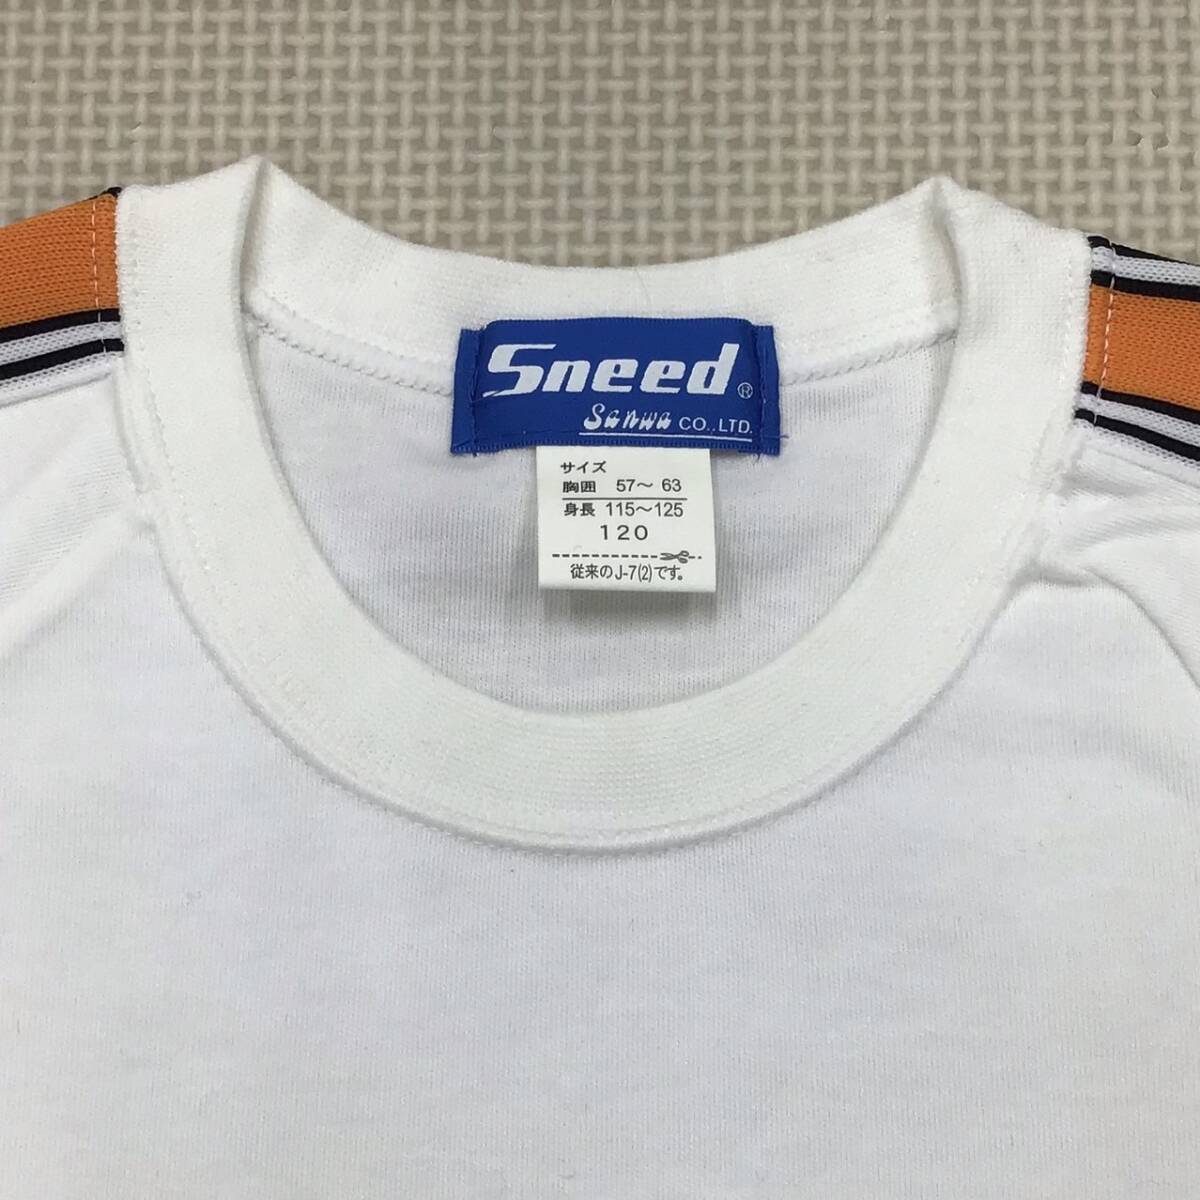 Sneed®
Sanwa CO.,LTD.
サイズ
胸囲 57〜 63
身長 115〜125
120
従来のJ-7(2)です。